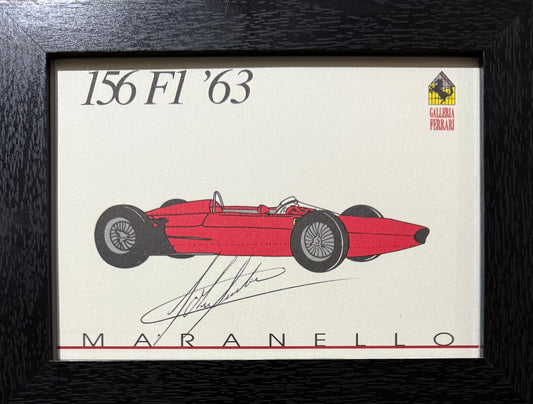 156 F1 '63
GALLERIA
FERRARI
MARANELLO